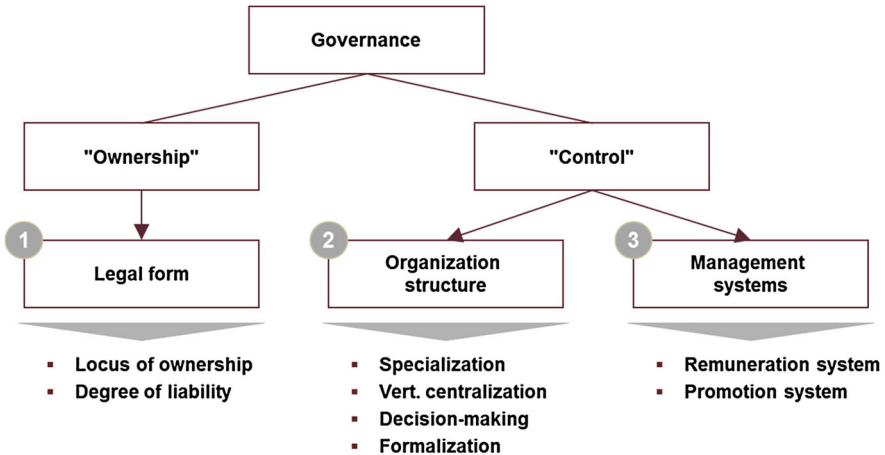 Governance
"Ownership"
"Control"
1
Legal form
2
Organization
structure
3
Management
systems
▪ Locus of ownership
▪ Degree of liability
▪ Specialization
▪ Vert. centralization
▪ Decision-making
▪ Formalization
▪ Remuneration system
▪ Promotion system